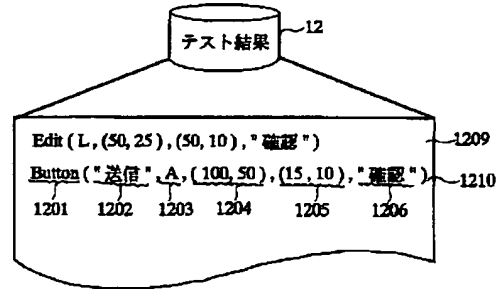 テスト結果
12
Edit ( L , (50, 25) , (50, 10) , "確認" )
1209
Button ( "送信" , A , ( 100, 50) , (15, 10) , "確認" )
1210
1201 1202 1203 1204 1205 1206